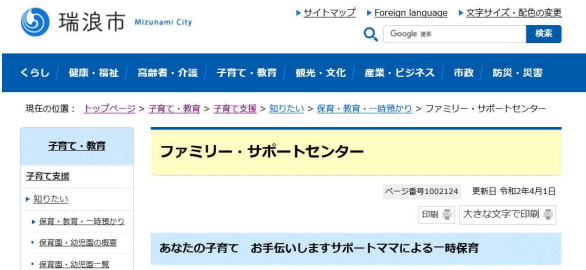 サイトマップ Foreign language 文字サイズ・配色の変更
瑞浪市 Mizunami City
Google 検索
くらし 健康・福祉 高齢者・介護 子育て・教育 観光・文化 産業・ビジネス 市政 防災・災害
現在の位置： トップページ > 子育て・教育 > 子育て支援 > 知りたい > 保育・教育・一時預かり > ファミリー・サポートセンター
子育て・教育
子育て支援
知りたい
保育・教育・一時預かり
保育園・幼児園の概要
保育園・幼児園一覧
ファミリー・サポートセンター
ページ番号1002124 更新日 令和2年4月1日
印刷 大きな文字で印刷
あなたの子育て お手伝いしますサポートママによる一時保育